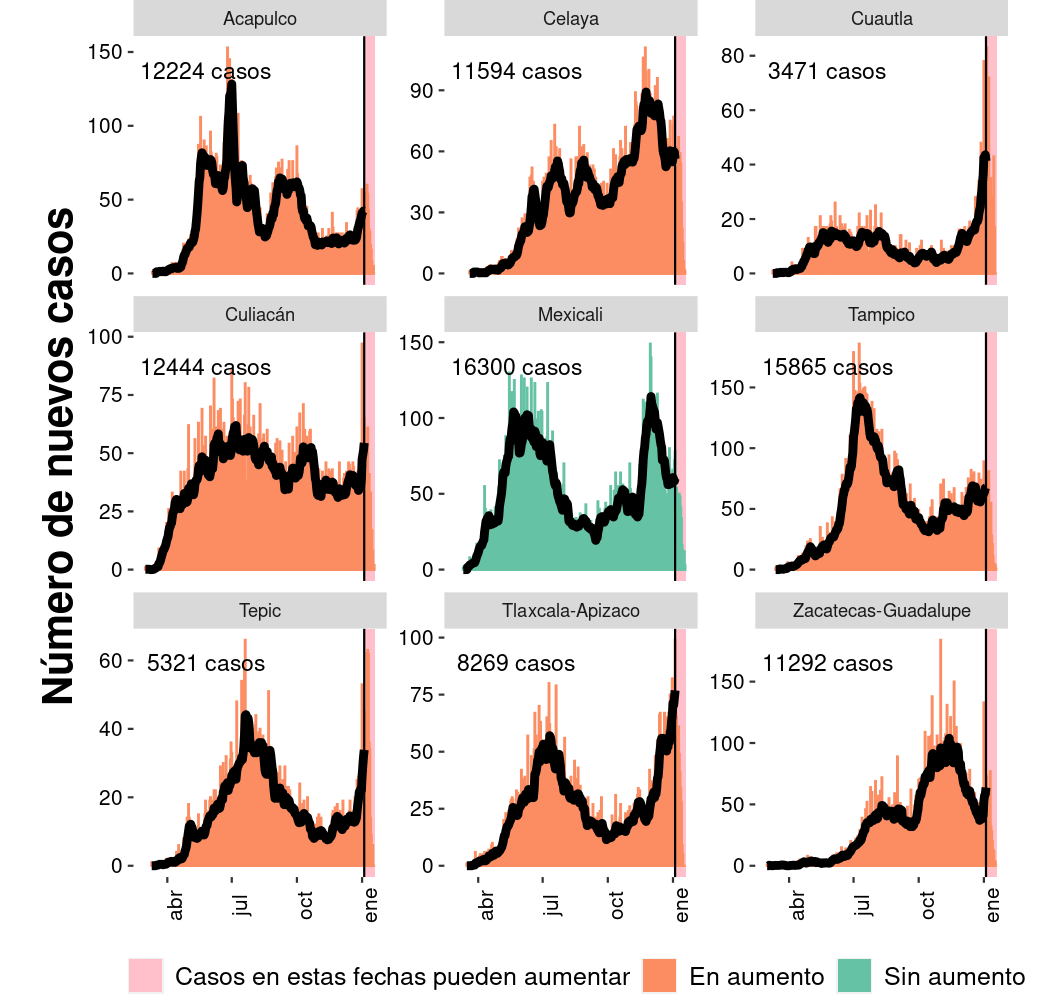 Número de nuevos casos
Acapulco
Celaya
Cuautla
150
100
50
0
12224 casos
90
60
30
0
11594 casos
80
60
40
20
0
3471 casos
Culiacán
Mexicali
Tampico
100
75
50
25
0
12444 casos
150
100
50
0
16300 casos
150
100
50
0
15865 casos
Tepic
Tlaxcala-Apizaco
Zacatecas-Guadalupe
60
40
20
0
5321 casos
100
75
50
25
0
8269 casos
150
100
50
0
11292 casos
abr jul oct ene
abr jul oct ene
abr jul oct ene
Casos en estas fechas pueden aumentar En aumento Sin aumento